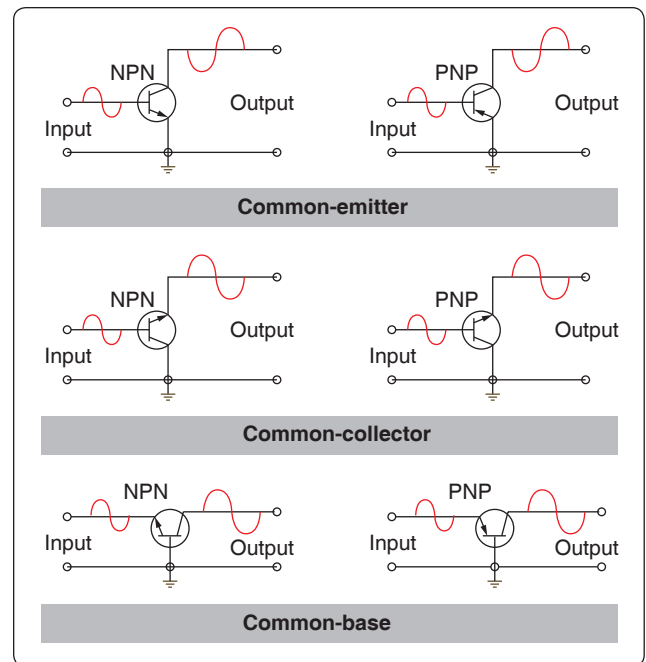 NPN PNP
Input Output Input Output
Common-emitter
NPN PNP
Input Output Input Output
Common-collector
NPN PNP
Input Output Input Output
Common-base